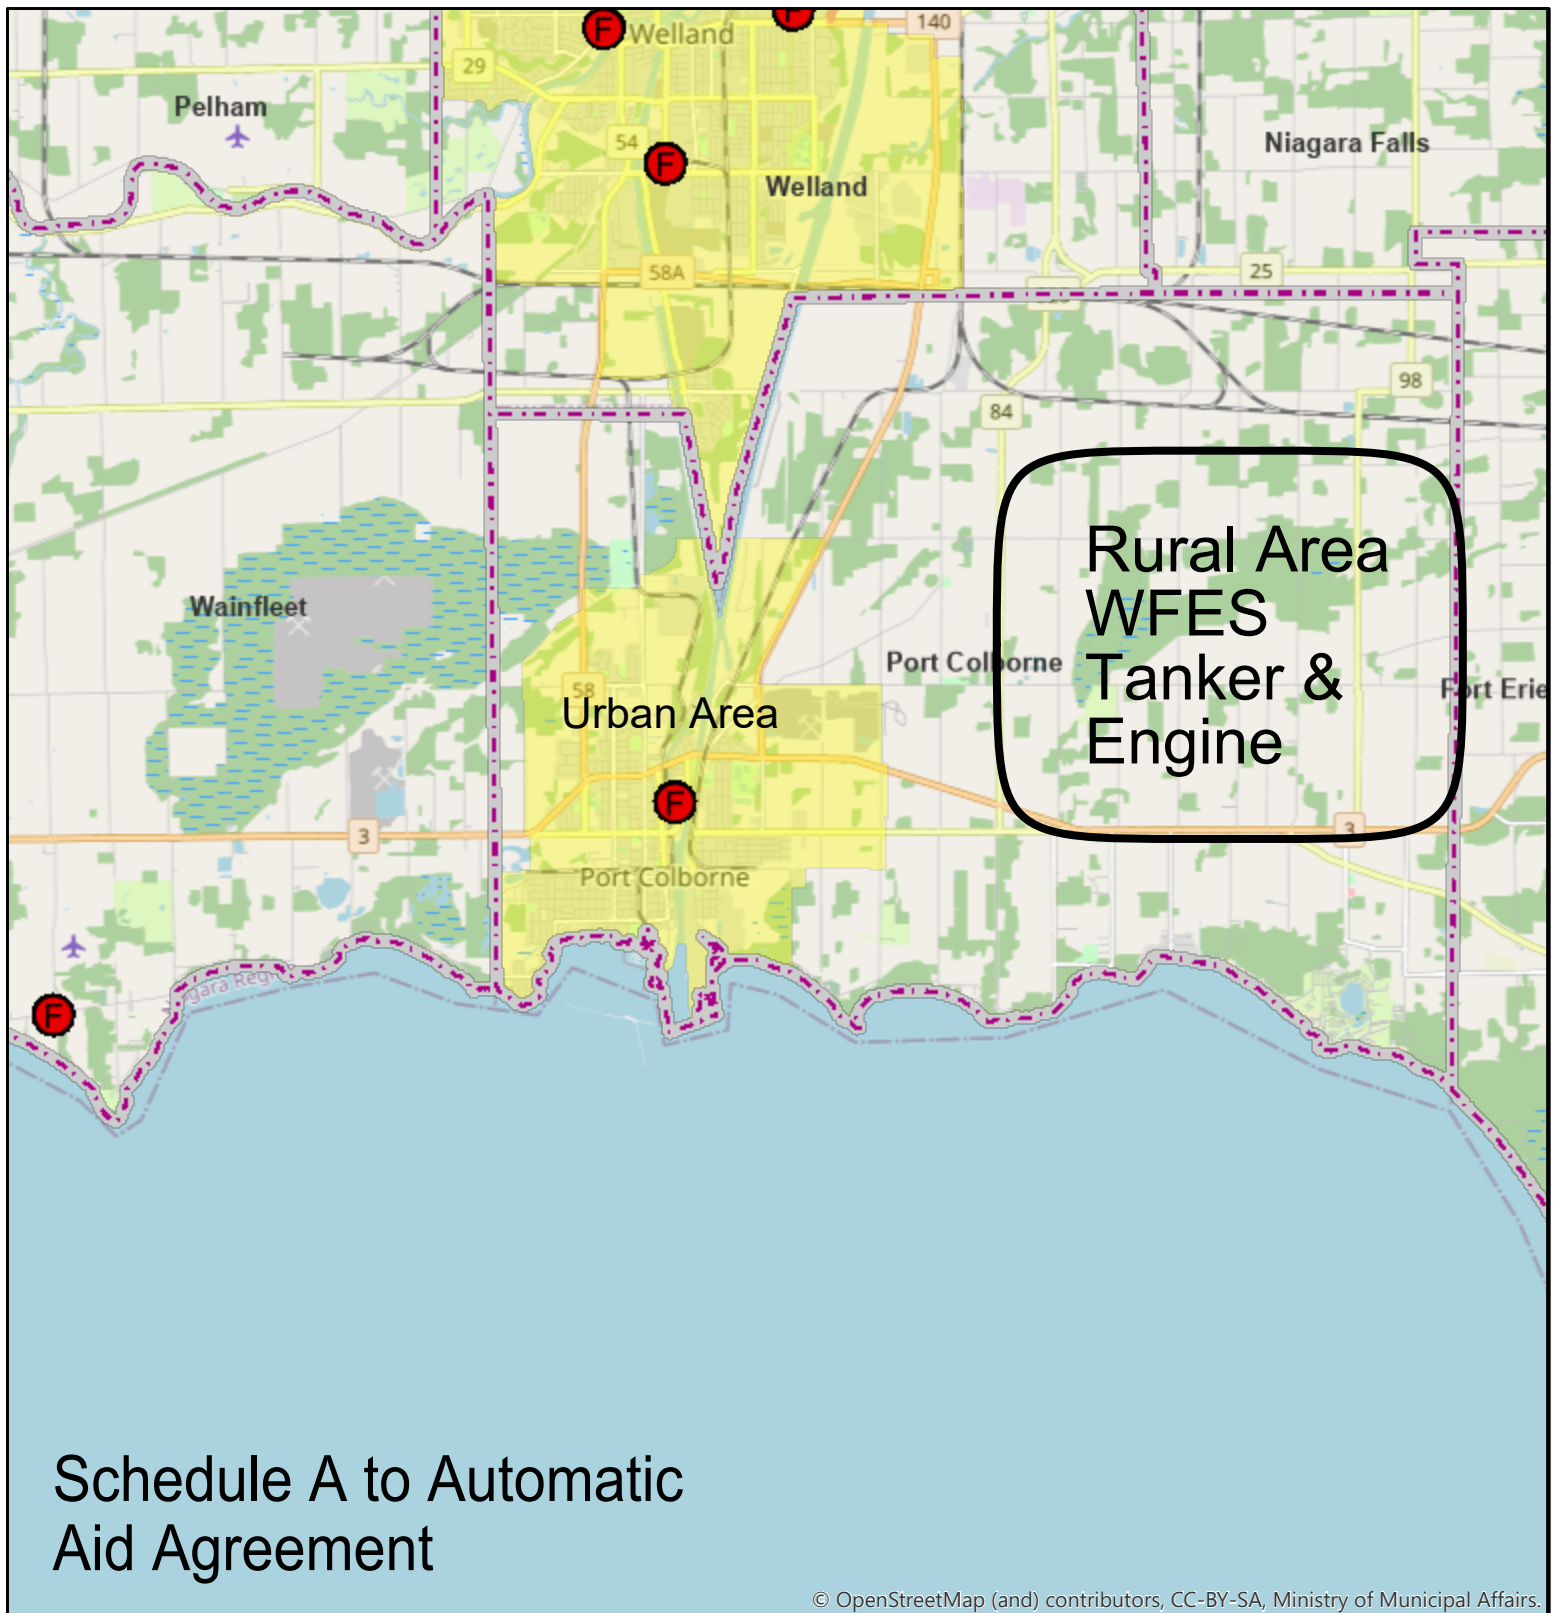 F
Welland
F
140
29
Pelham
54
F
Niagara Falls
Welland
58A
25
98
84
Rural Area
WFES
Tanker &
Engine
Wainfleet
Port Colborne
58
Fort Erie
Urban Area
F
3
3
Port Colborne
F
Schedule A to Automatic
Aid Agreement
© OpenStreetMap (and) contributors, CC-BY-SA, Ministry of Municipal Affairs.